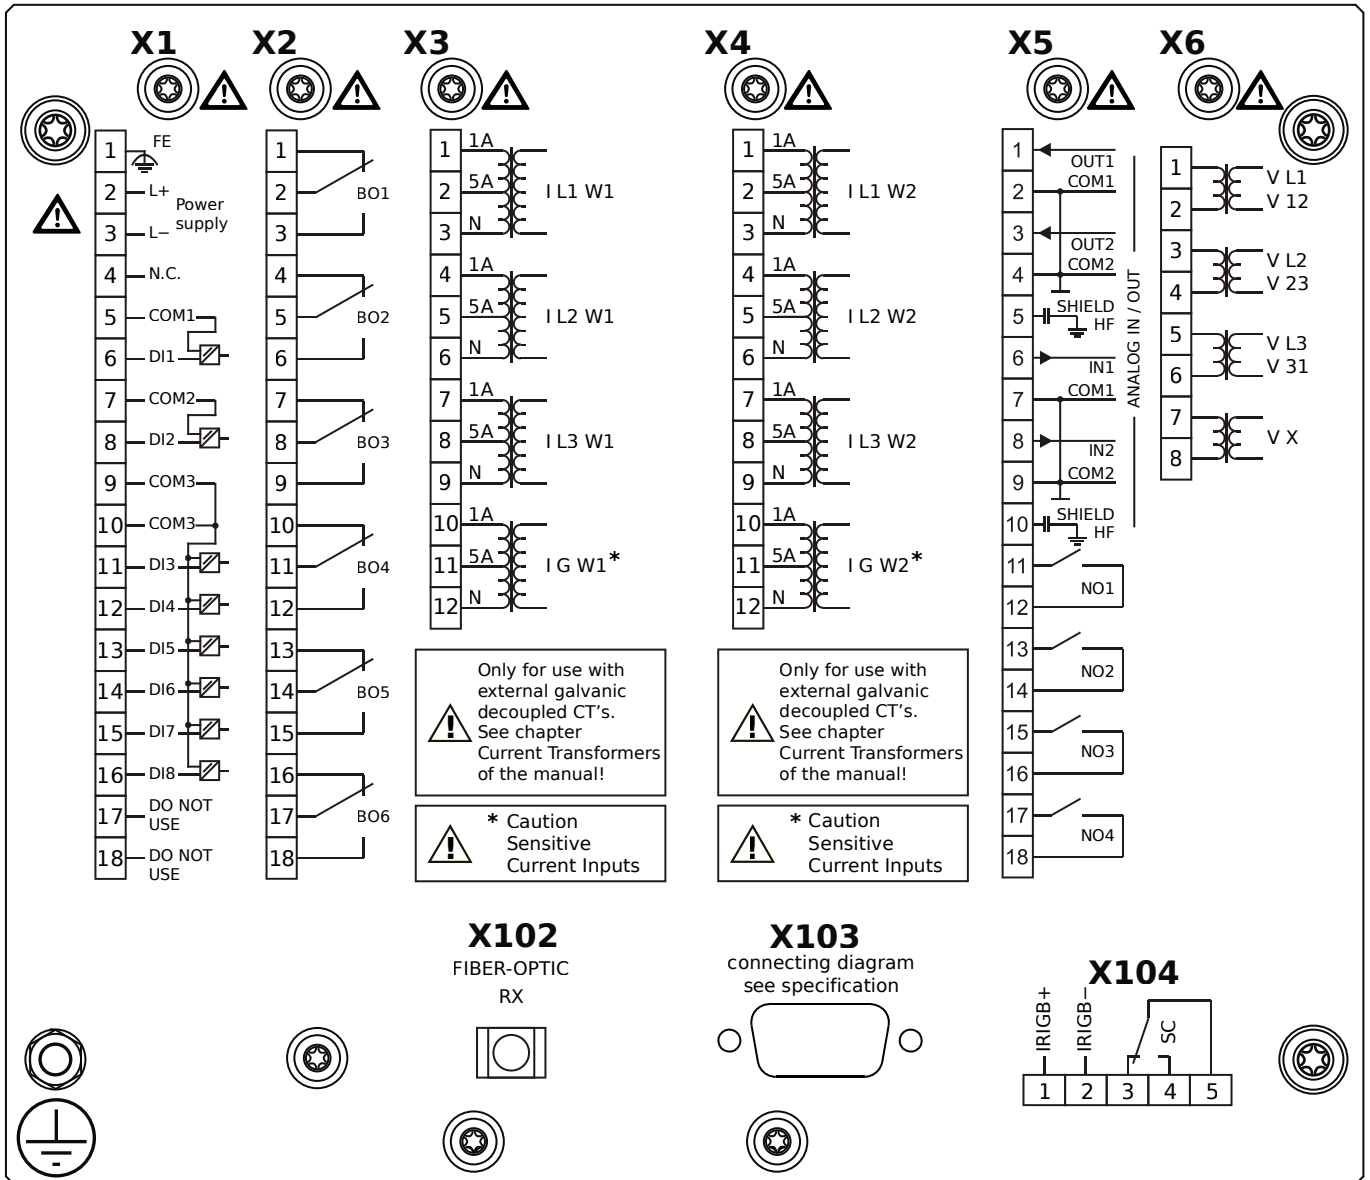 X1
X2
X3
X4
X5
X6
1 FE
2 L+
Power
supply
3 L−
4 N.C.
5 COM1
6 DI1
7 COM2
8 DI2
9 COM3
10 COM3
11 DI3
12 DI4
13 DI5
14 DI6
15 DI7
16 DI8
17 DO NOT
USE
18 DO NOT
USE
1
2 BO1
3
4
5 BO2
6
7
8 BO3
9
10
11 BO4
12
13
14 BO5
15
16
17 BO6
18
1 1A
2 5A I L1 W1
3 N
4 1A
5 5A I L2 W1
6 N
7 1A
8 5A I L3 W1
9 N
10 1A
11 5A I G W1*
12 N
Only for use with
external galvanic
decoupled CT's.
See chapter
Current Transformers
of the manual!
* Caution
Sensitive
Current Inputs
1 1A
2 5A I L1 W2
3 N
4 1A
5 5A I L2 W2
6 N
7 1A
8 5A I L3 W2
9 N
10 1A
11 5A I G W2*
12 N
Only for use with
external galvanic
decoupled CT's.
See chapter
Current Transformers
of the manual!
* Caution
Sensitive
Current Inputs
1
OUT1
2 COM1
3
OUT2
4 COM2
5 SHIELD
HF
6
IN1
7 COM1
8
IN2
9 COM2
10 SHIELD
HF
ANALOG IN / OUT
11
NO1
12
13
NO2
14
15
NO3
16
17
NO4
18
1 V L1
2 V 12
3 V L2
4 V 23
5 V L3
6 V 31
7
V X
8
X102
FIBER-OPTIC
RX
X103
connecting diagram
see specification
X104
IRIGB+
IRIGB−
SC
1 2 3 4 5